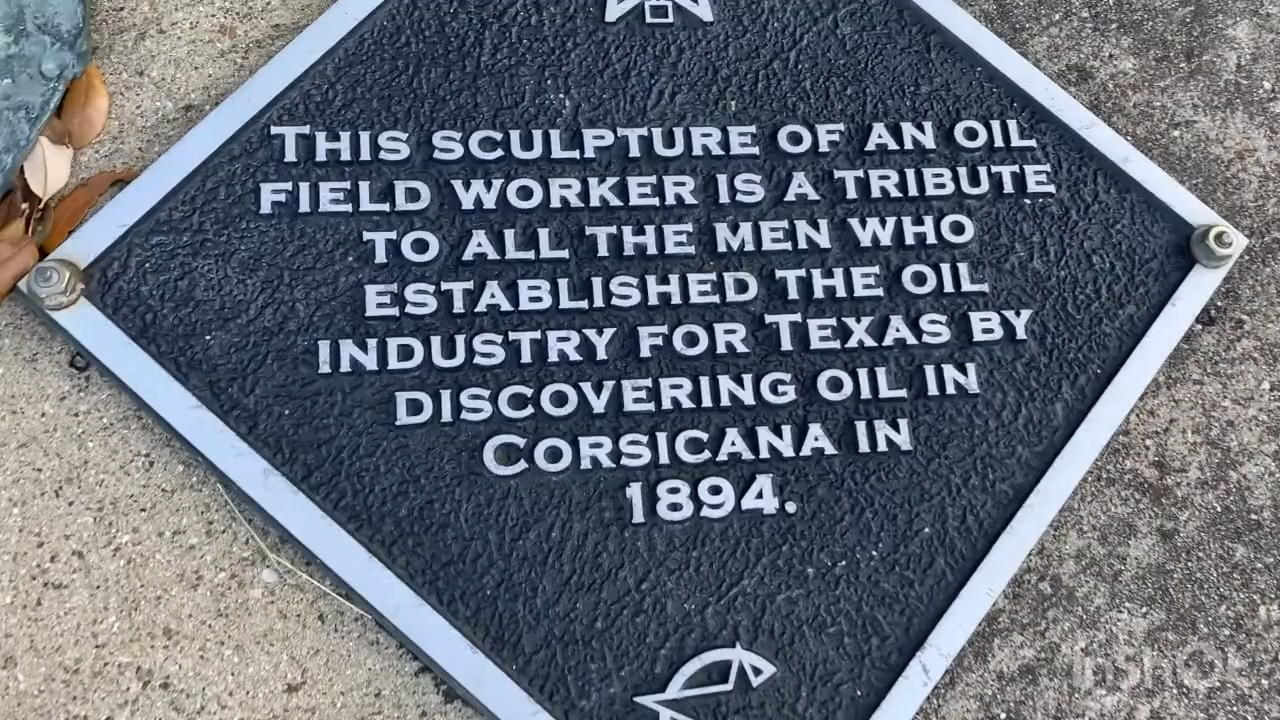 This sculpture of an oil
field worker is a tribute
to all the men who
established the oil
industry for Texas by
discovering oil in
Corsicana in
1894.
InShOt